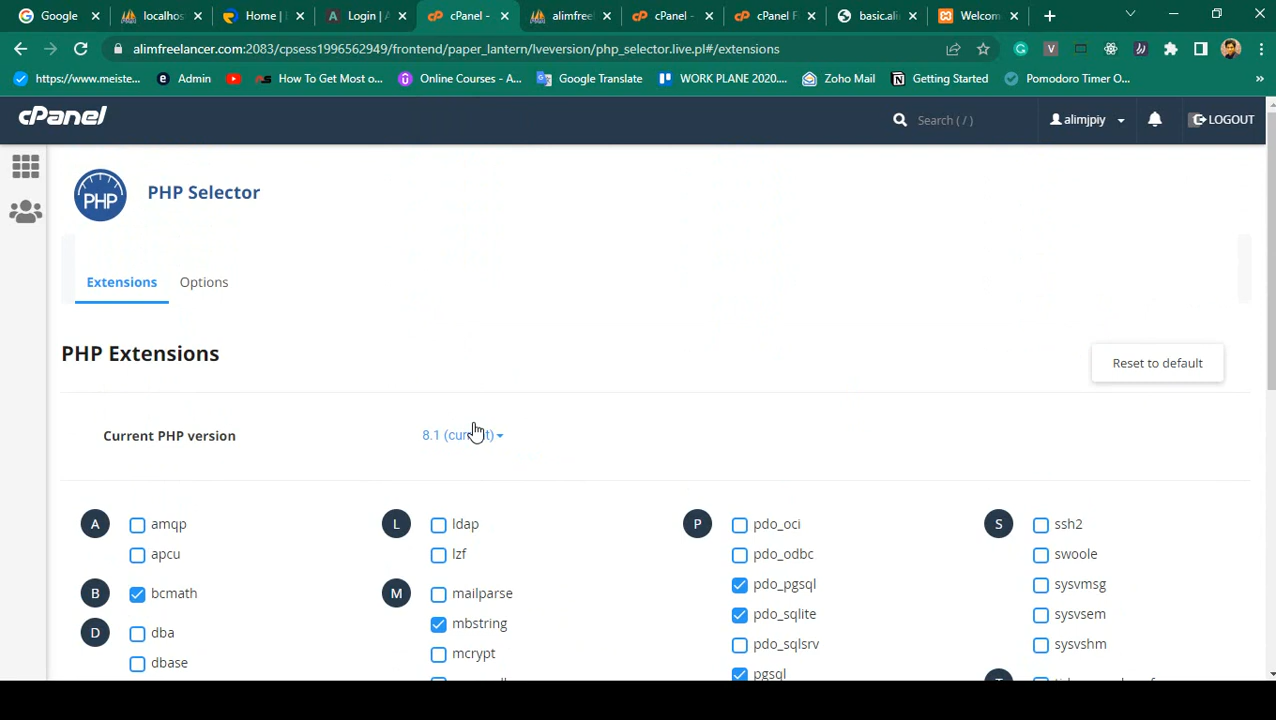 Google
localhos
Home | E
Login | A
cPanel -
alimfree
cPanel -
cPanel F
basic.ali
Welcom
alimfreelancer.com:2083/cpsess1996562949/frontend/paper_lantern/lveversion/php_selector.live.pl#/extensions
https://www.meiste...
Admin
How To Get Most o...
Online Courses - A...
Google Translate
WORK PLANE 2020....
Zoho Mail
Getting Started
Pomodoro Timer O...
»
cPanel
Search ( / )
alimjpiy
LOGOUT
PHP
PHP Selector
Extensions
Options
PHP Extensions
Reset to default
Current PHP version
8.1 (current)
A
amqp
apcu
B
bcmath
D
dba
dbase
L
ldap
lzf
M
mailparse
mbstring
mcrypt
P
pdo_oci
pdo_odbc
pdo_pgsql
pdo_sqlite
pdo_sqlsrv
pgsql
S
ssh2
swoole
sysvmsg
sysvsem
sysvshm